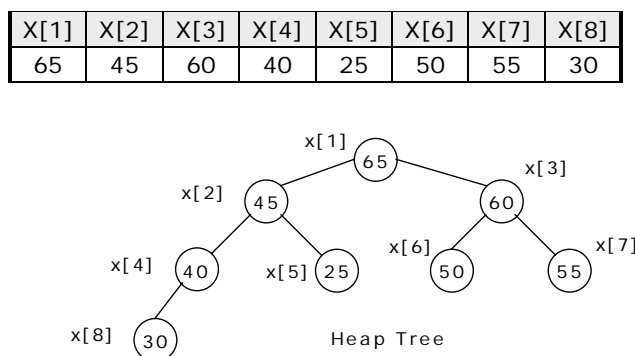 X[1] X[2] X[3] X[4] X[5] X[6] X[7] X[8]
65 45 60 40 25 50 55 30
x[1]
65
x[3]
x[2]
45
60
x[4]
40
x[5]
25
x[6]
50
55
x[7]
x[8]
30
Heap Tree